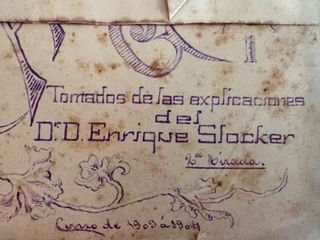 Tomados de las explicaciones
del
Dr. D. Enrique Slocker
Curso de 1903 á 1904